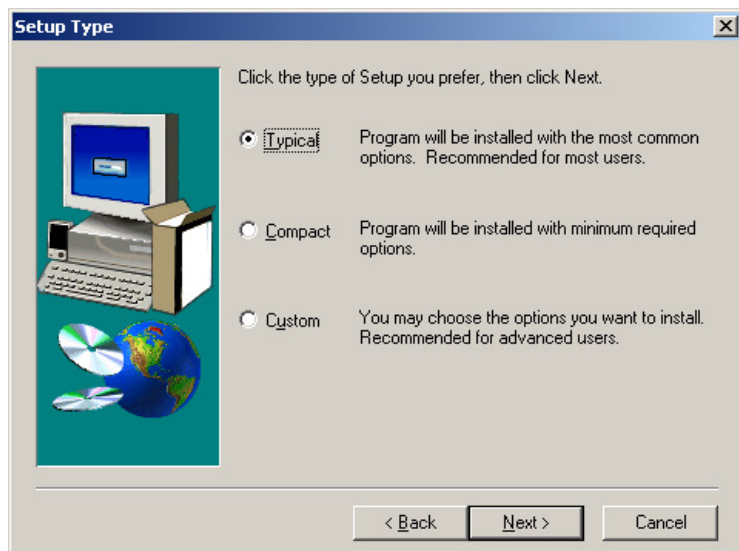 Setup Type
Click the type of Setup you prefer, then click Next.
Typical
Program will be installed with the most common
options. Recommended for most users.
Compact
Program will be installed with minimum required
options.
Custom
You may choose the options you want to install.
Recommended for advanced users.
< Back
Next >
Cancel